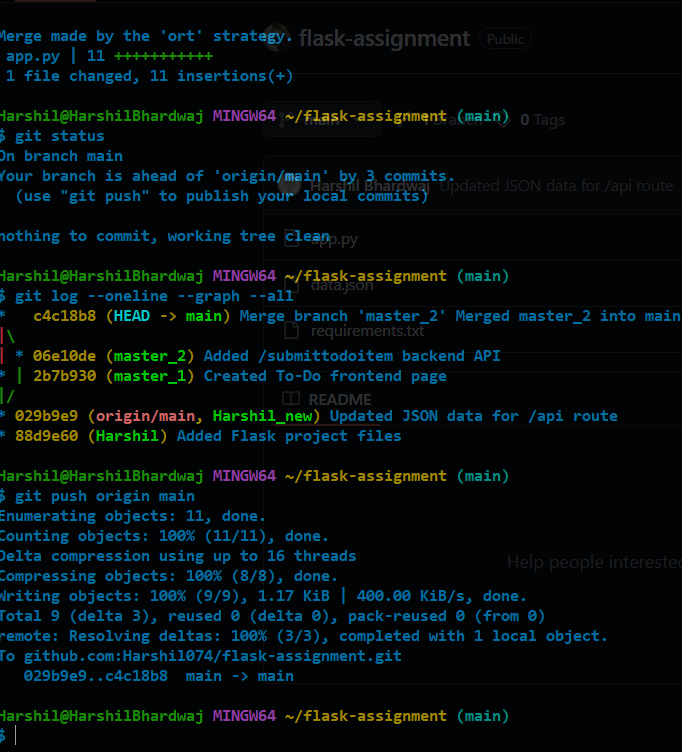 Merge made by the 'ort' strategy.
flask-assignment
Public
app.py | 11 +++++++++++
1 file changed, 11 insertions(+)
Harshil@HarshilBhardwaj MINGW64 ~/flask-assignment (main)
0 Tags
$ git status
On branch main
Your branch is ahead of 'origin/main' by 3 commits.
Harshil Bhardwaj Updated JSON data for /api route
(use "git push" to publish your local commits)
nothing to commit, working tree clean
app.py
Harshil@HarshilBhardwaj MINGW64 ~/flask-assignment (main)
data.json
$ git log --oneline --graph --all
*   c4c18b8 (HEAD -> main) Merge branch 'master_2' Merged master_2 into main
requirements.txt
|\
| * 06e10de (master_2) Added /submittodoitem backend API
* | 2b7b930 (master_1) Created To-Do frontend page
|/
README
* 029b9e9 (origin/main, Harshil_new) Updated JSON data for /api route
* 88d9e60 (Harshil) Added Flask project files
Harshil@HarshilBhardwaj MINGW64 ~/flask-assignment (main)
$ git push origin main
Enumerating objects: 11, done.
Counting objects: 100% (11/11), done.
Delta compression using up to 16 threads
Help people interested
Compressing objects: 100% (8/8), done.
Writing objects: 100% (9/9), 1.17 KiB | 400.00 KiB/s, done.
Total 9 (delta 3), reused 0 (delta 0), pack-reused 0 (from 0)
remote: Resolving deltas: 100% (3/3), completed with 1 local object.
To github.com:Harshil074/flask-assignment.git
029b9e9..c4c18b8  main -> main
Harshil@HarshilBhardwaj MINGW64 ~/flask-assignment (main)
$